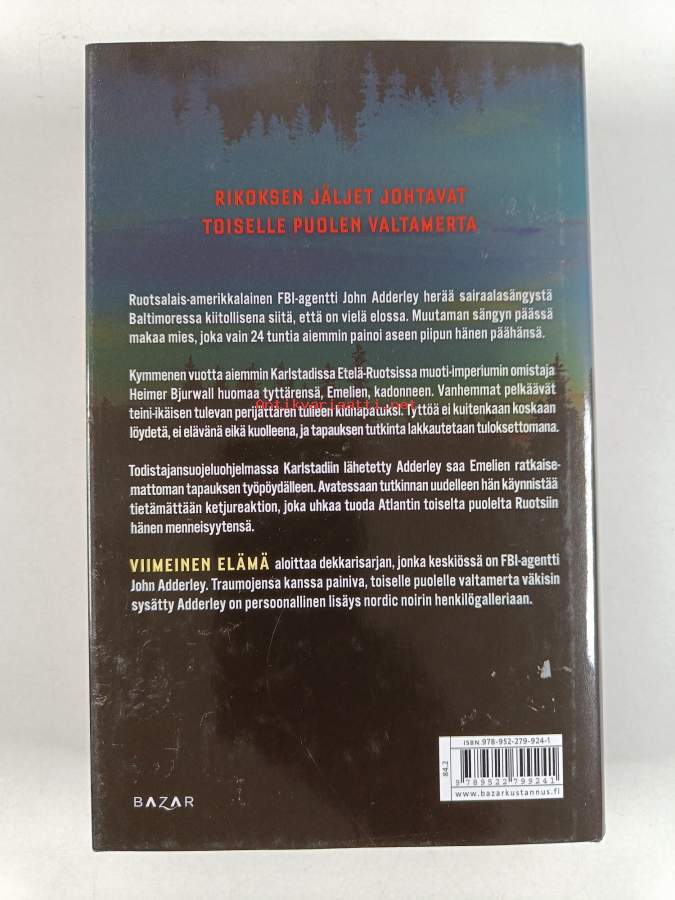 RIKOKSEN JÄLJET JOHTAVAT
TOISELLE PUOLEN VALTAMERTA
Ruotsalais-amerikkalainen FBI-agentti John Adderley herää sairaalasängystä
Baltimoressa kiitollisena siitä, että on vielä elossa. Muutaman sängyn päässä
makaa mies, joka vain 24 tuntia aiemmin painoi aseen piipun hänen päähänsä.
Kymmenen vuotta aiemmin Karlstadissa Etelä-Ruotsissa muoti-imperiumin omistaja
Heimer Bjurwall huomaa tyttärensä, Emelien, kadonneen. Vanhemmat pelkäävät
teini-ikäisen tulevan perijättären tulleen kidnapatuksi. Tyttöä ei kuitenkaan koskaan
löydetä, ei elävänä eikä kuolleena, ja tapauksen tutkinta lakkautetaan tuloksettomana.
Antikvariaatti.net
Todistajansuojeluohjelmassa Karlstadiin lähetetty Adderley saa Emelien ratkaise-
mattoman tapauksen työpöydälleen. Avatessaan tutkinnan uudelleen hän käynnistää
tietämättään ketjureaktion, joka uhkaa tuoda Atlantin toiselta puolelta Ruotsiin
hänen menneisyytensä.
VIIMEINEN ELÄMÄ aloittaa dekkarisarjan, jonka keskiössä on FBI-agentti
John Adderley. Traumojensa kanssa painiva, toiselle puolelle valtamerta väkisin
sysätty Adderley on persoonallinen lisäys nordic noirin henkilögalleriaan.
ISBN 978-952-279-924-1
84.2
9 789522 799241
www.bazarkustannus.fi
BAZAR